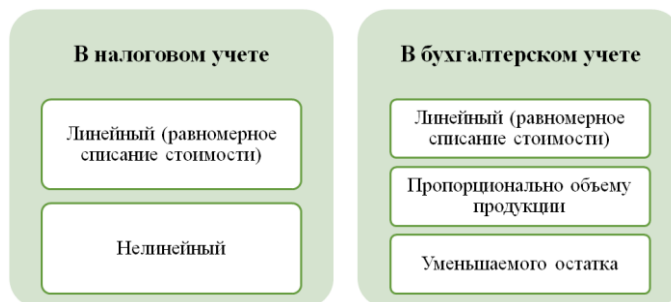 В налоговом учете
Линейный (равномерное
списание стоимости)
Нелинейный
В бухгалтерском учете
Линейный (равномерное
списание стоимости)
Пропорционально объему
продукции
Уменьшаемого остатка